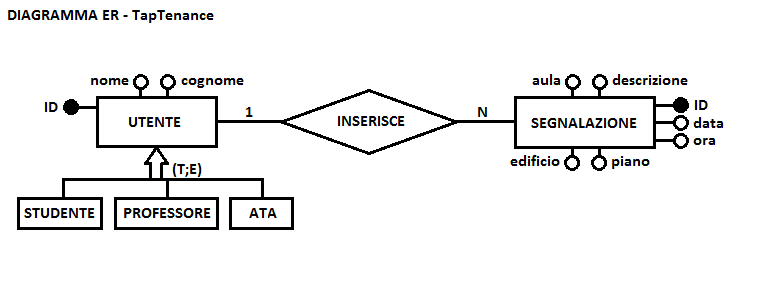 DIAGRAMMA ER - TapTenance
nome cognome
aula descrizione
ID
ID
UTENTE
1
INSERISCE
N
SEGNALAZIONE
data
ora
edificio piano
(T;E)
STUDENTE
PROFESSORE
ATA